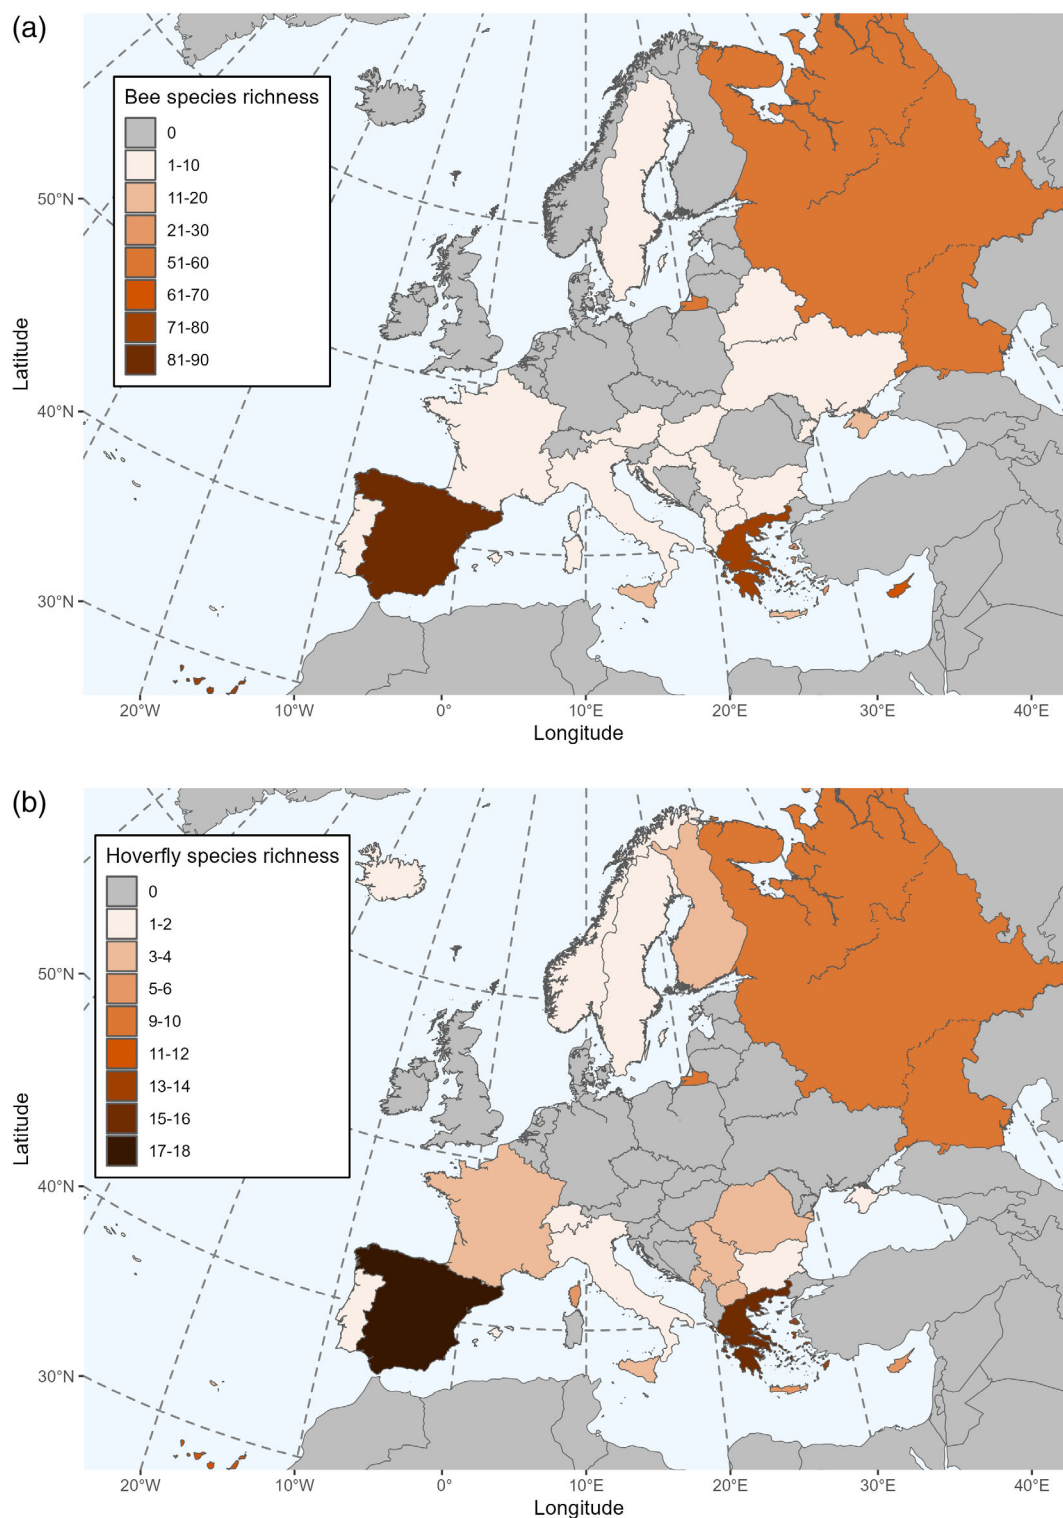 (a)
Bee species richness
0
1-10
11-20
21-30
51-60
61-70
71-80
81-90
50°N
40°N
30°N
Latitude
20°W 10°W 0° 10°E 20°E 30°E 40°E
Longitude
(b)
Hoverfly species richness
0
1-2
3-4
5-6
9-10
11-12
13-14
15-16
17-18
50°N
40°N
30°N
Latitude
20°W 10°W 0° 10°E 20°E 30°E 40°E
Longitude